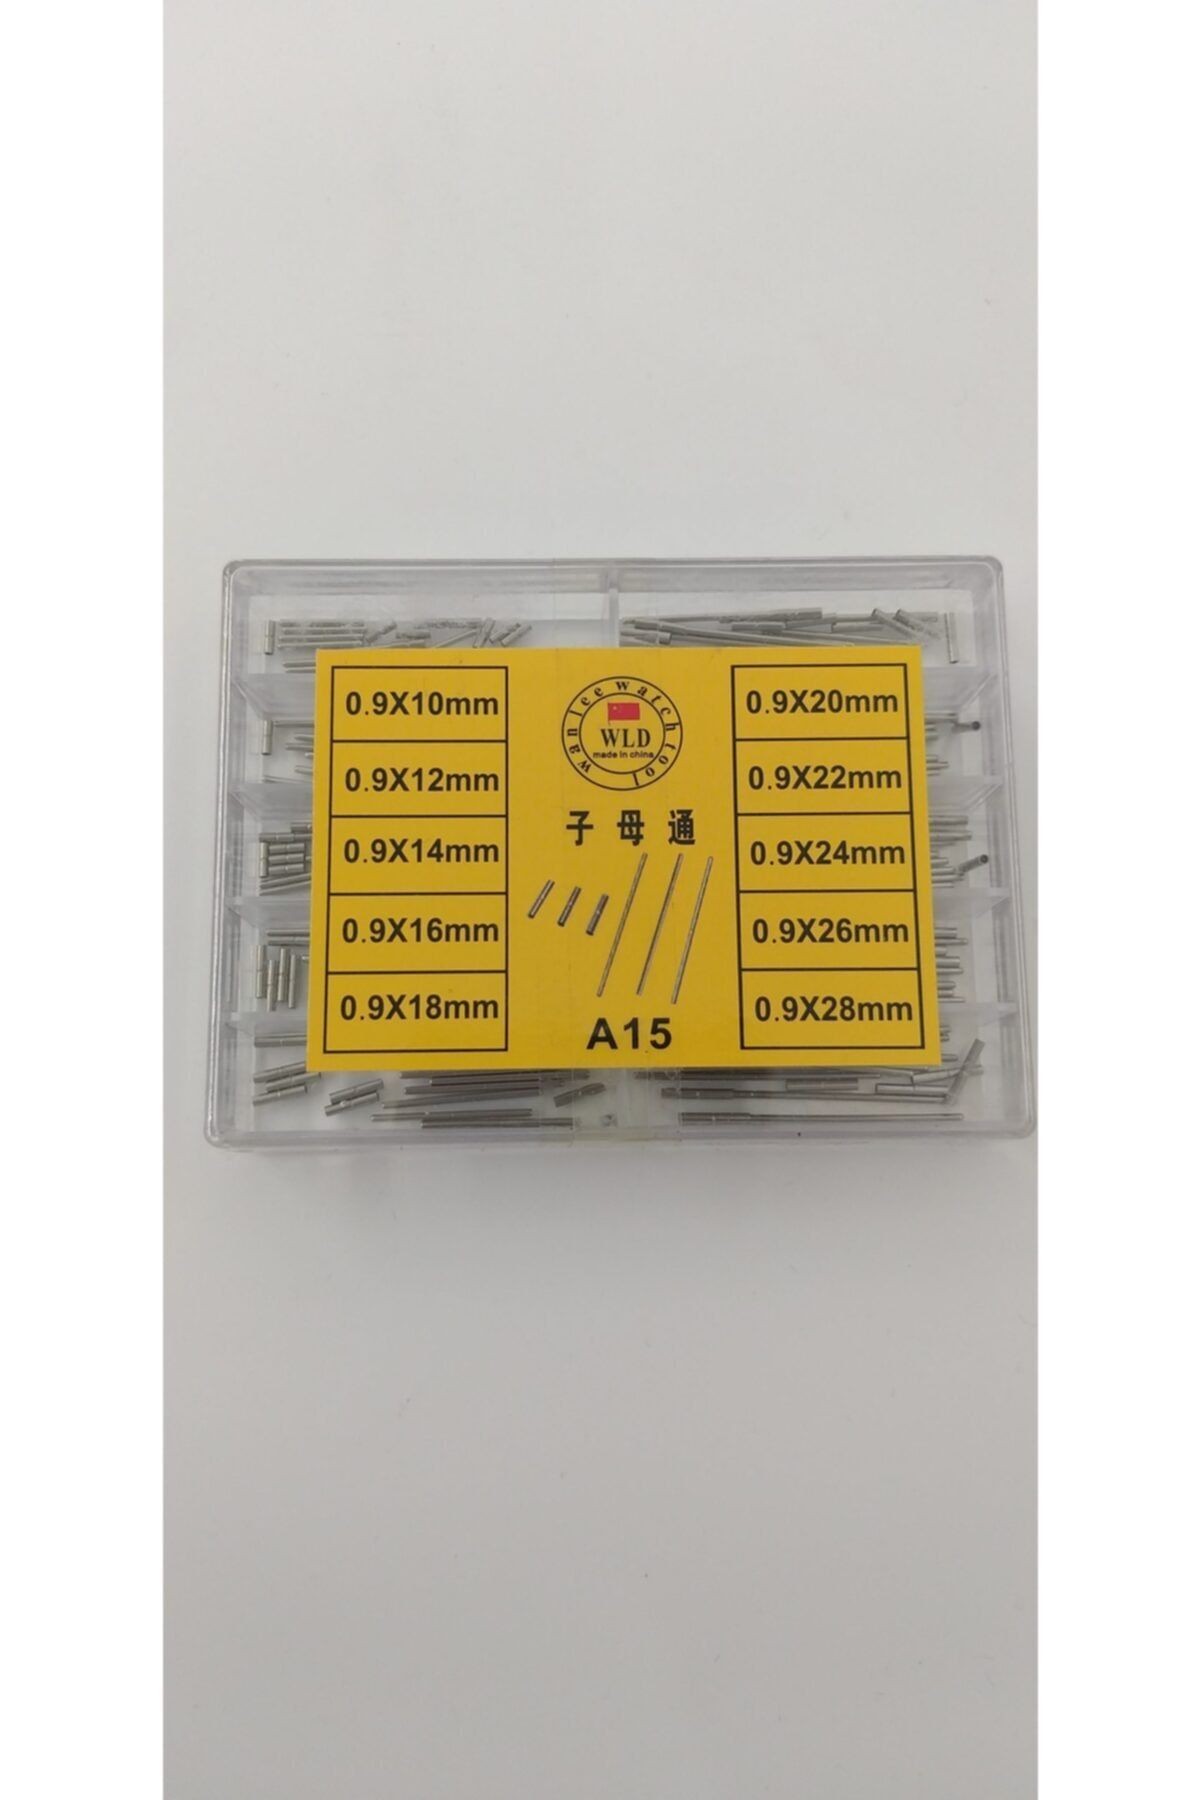 0.9X10mm
0.9X12mm
0.9X14mm
0.9X16mm
0.9X18mm
wanlee watch tool
WLD
made in china
子母通
A15
0.9X20mm
0.9X22mm
0.9X24mm
0.9X26mm
0.9X28mm